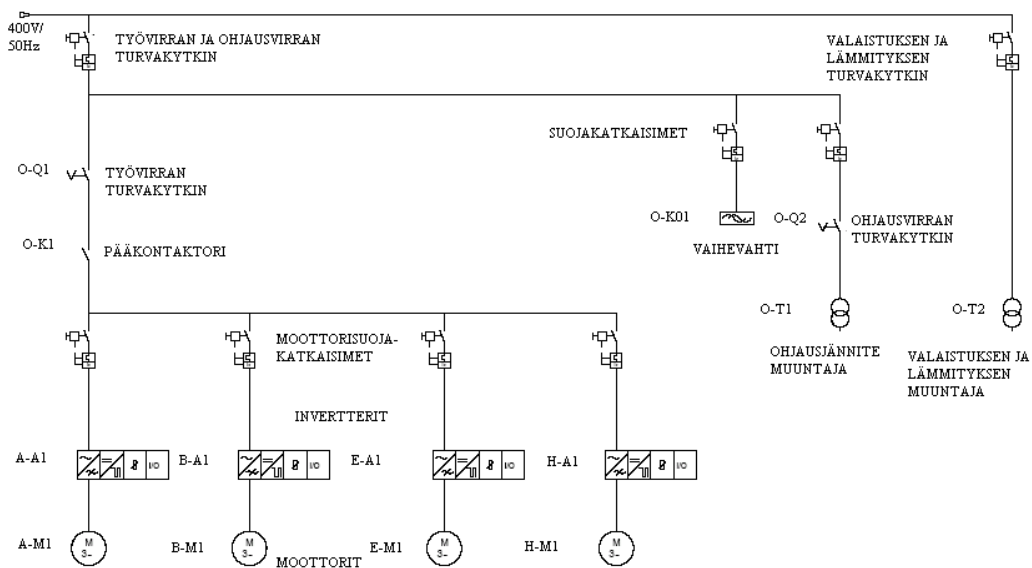 400V/
50Hz
TYÖVIRRAN JA OHJAUSVIRRAN
TURVAKYTKIN
VALAISTUKSEN JA
LÄMMITYKSEN
TURVAKYTKIN
SUOJAKATKAISIMET
O-Q1
TYÖVIRRAN
TURVAKYTKIN
O-K01
VAIHEVAHTI
O-Q2
OHJAUSVIRRAN
TURVAKYTKIN
O-K1
PÄÄKONTAKTORI
O-T1
OHJAUSJÄNNITE
MUUNTAJA
O-T2
VALAISTUKSEN JA
LÄMMITYKSEN
MUUNTAJA
MOOTTORISUOJA-
KATKAISIMET
INVERTTERIT
A-A1
I/O
B-A1
I/O
E-A1
I/O
H-A1
I/O
A-M1
M
3~
B-M1
M
3~
MOOTTORIT
E-M1
M
3~
H-M1
M
3~